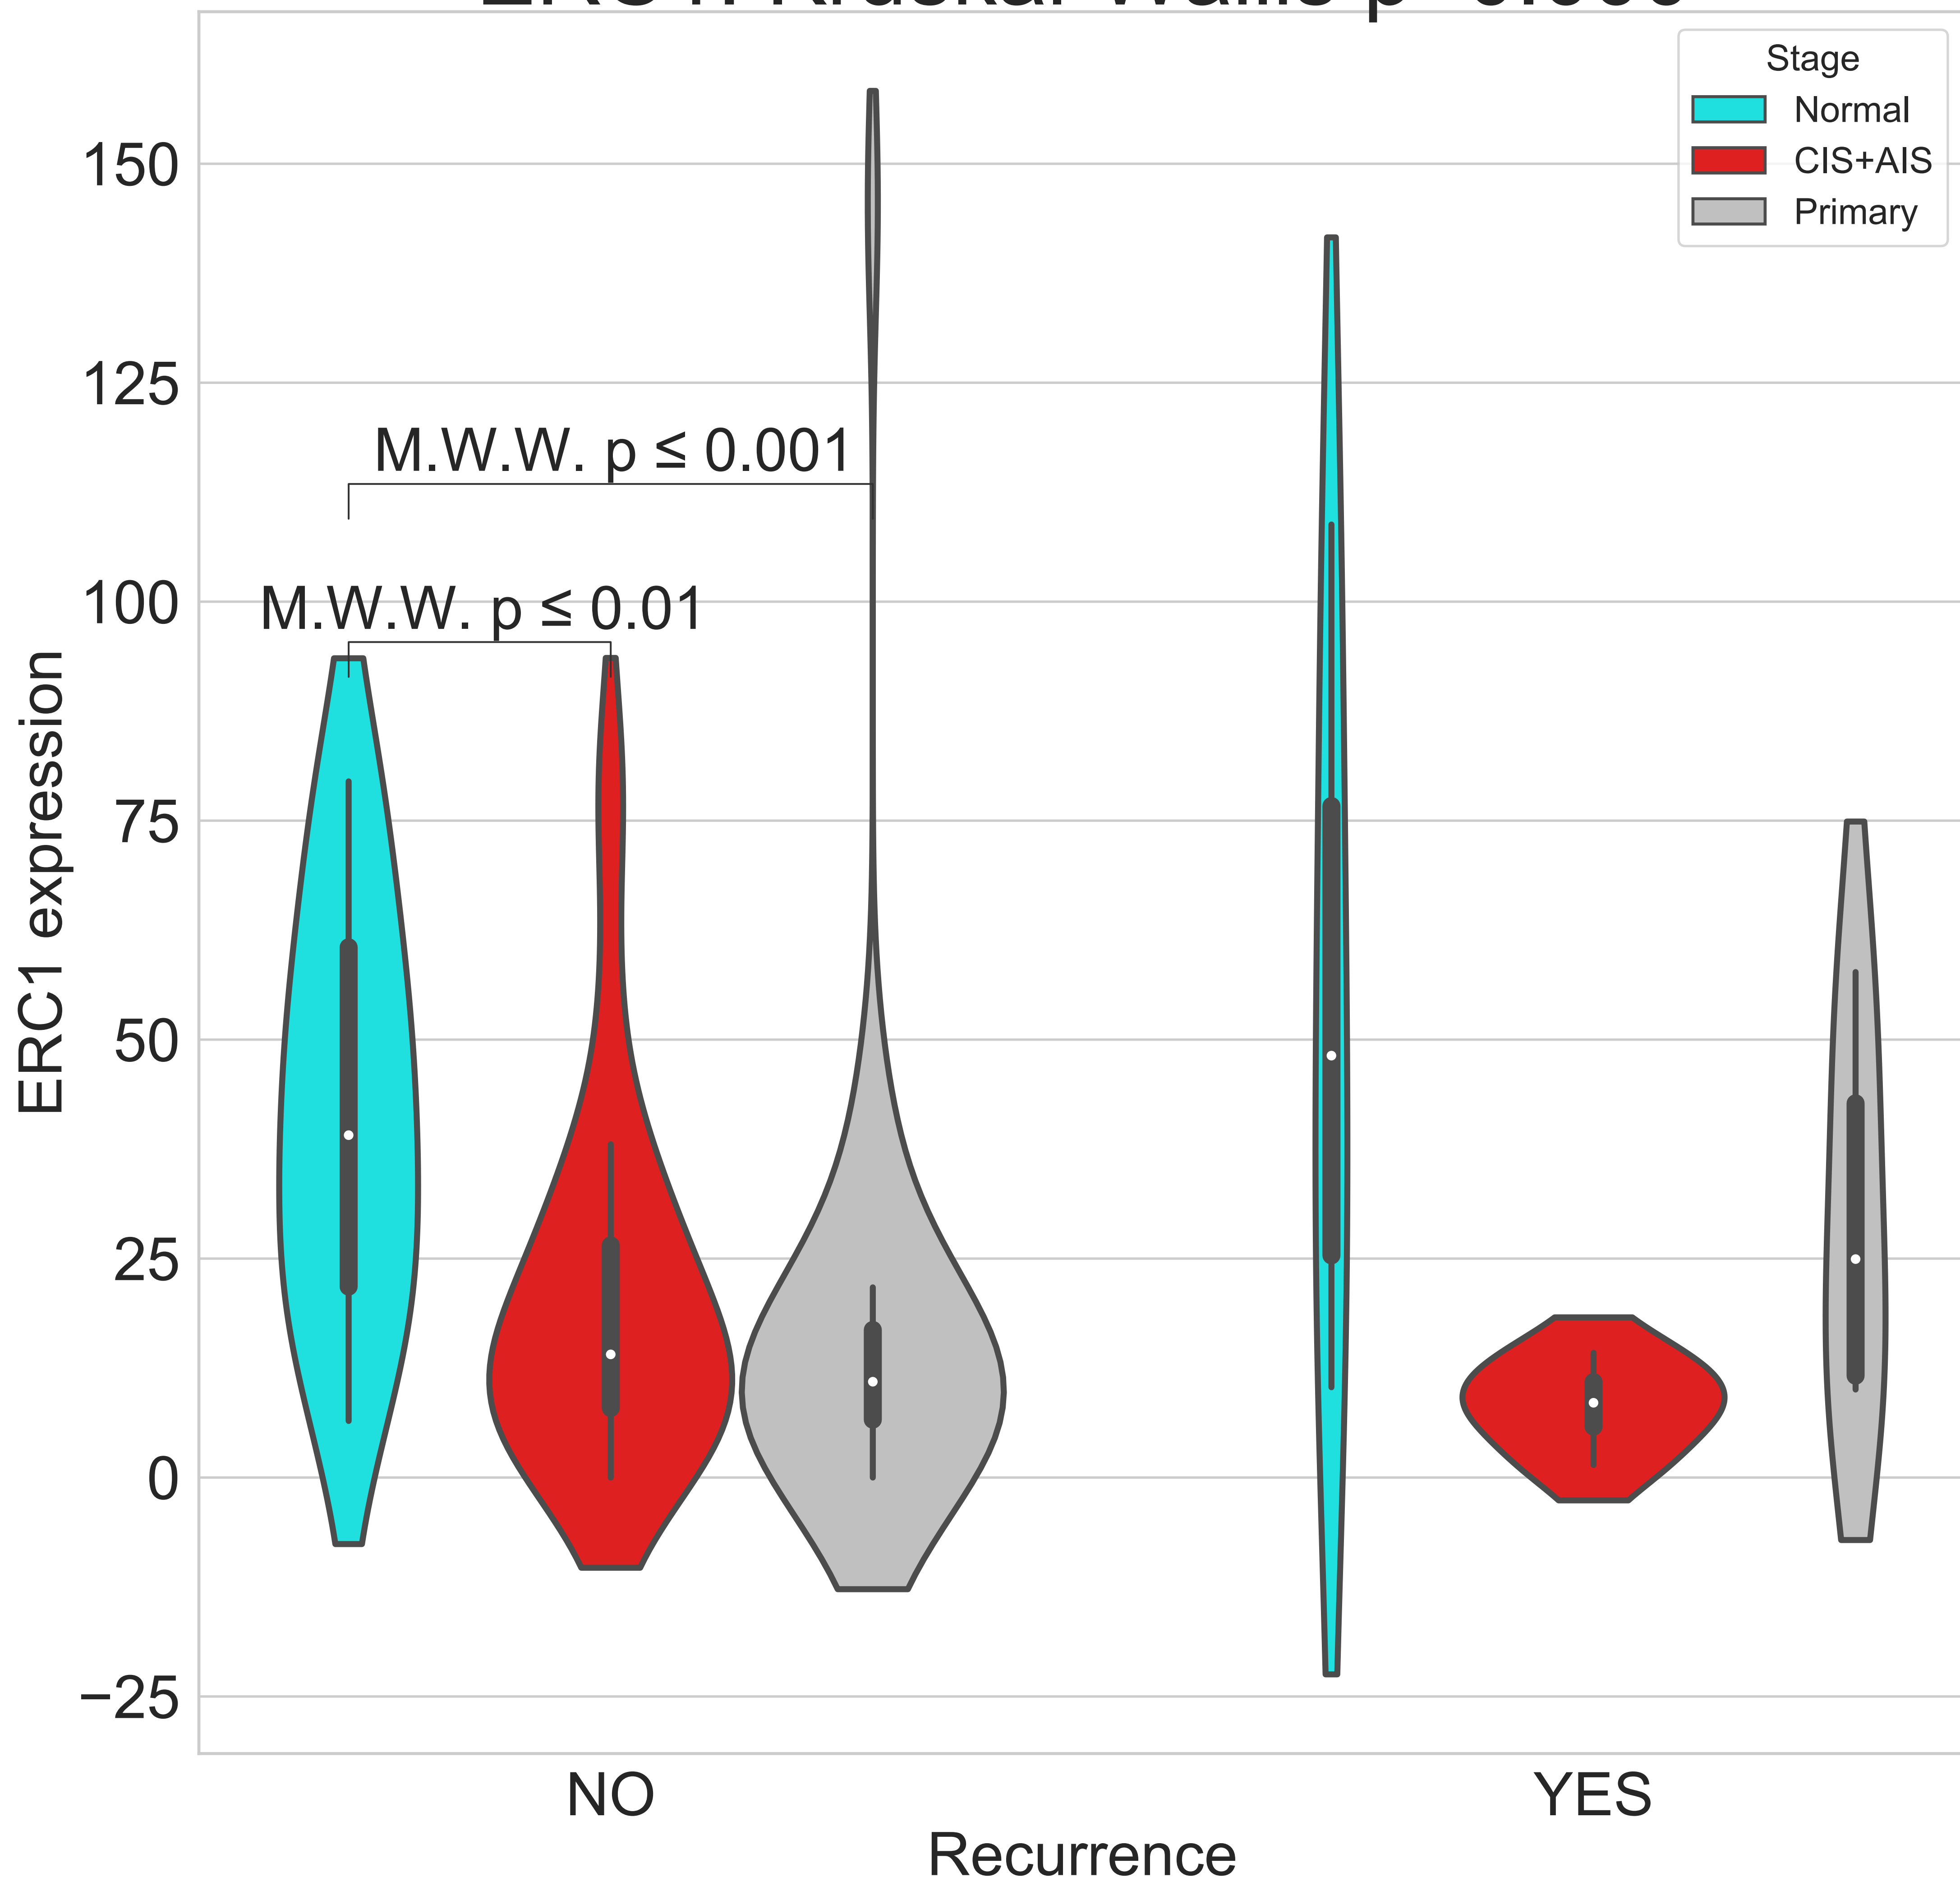 Stage
Normal
CIS+AIS
Primary
150
125
100
75
50
25
0
−25
M.W.W. p ≤ 0.001
M.W.W. p ≤ 0.01
ERC1 expression
NO
YES
Recurrence